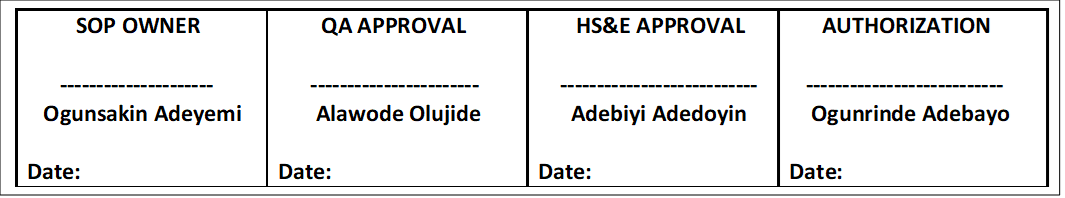 SOP OWNER QA APPROVAL HS&E APPROVAL AUTHORIZATION
--------------------- ----------------------- --------------------------- ---------------------------
Ogunsakin Adeyemi Alawode Olujide Adebiyi Adedoyin Ogunrinde Adebayo
Date: Date: Date: Date: